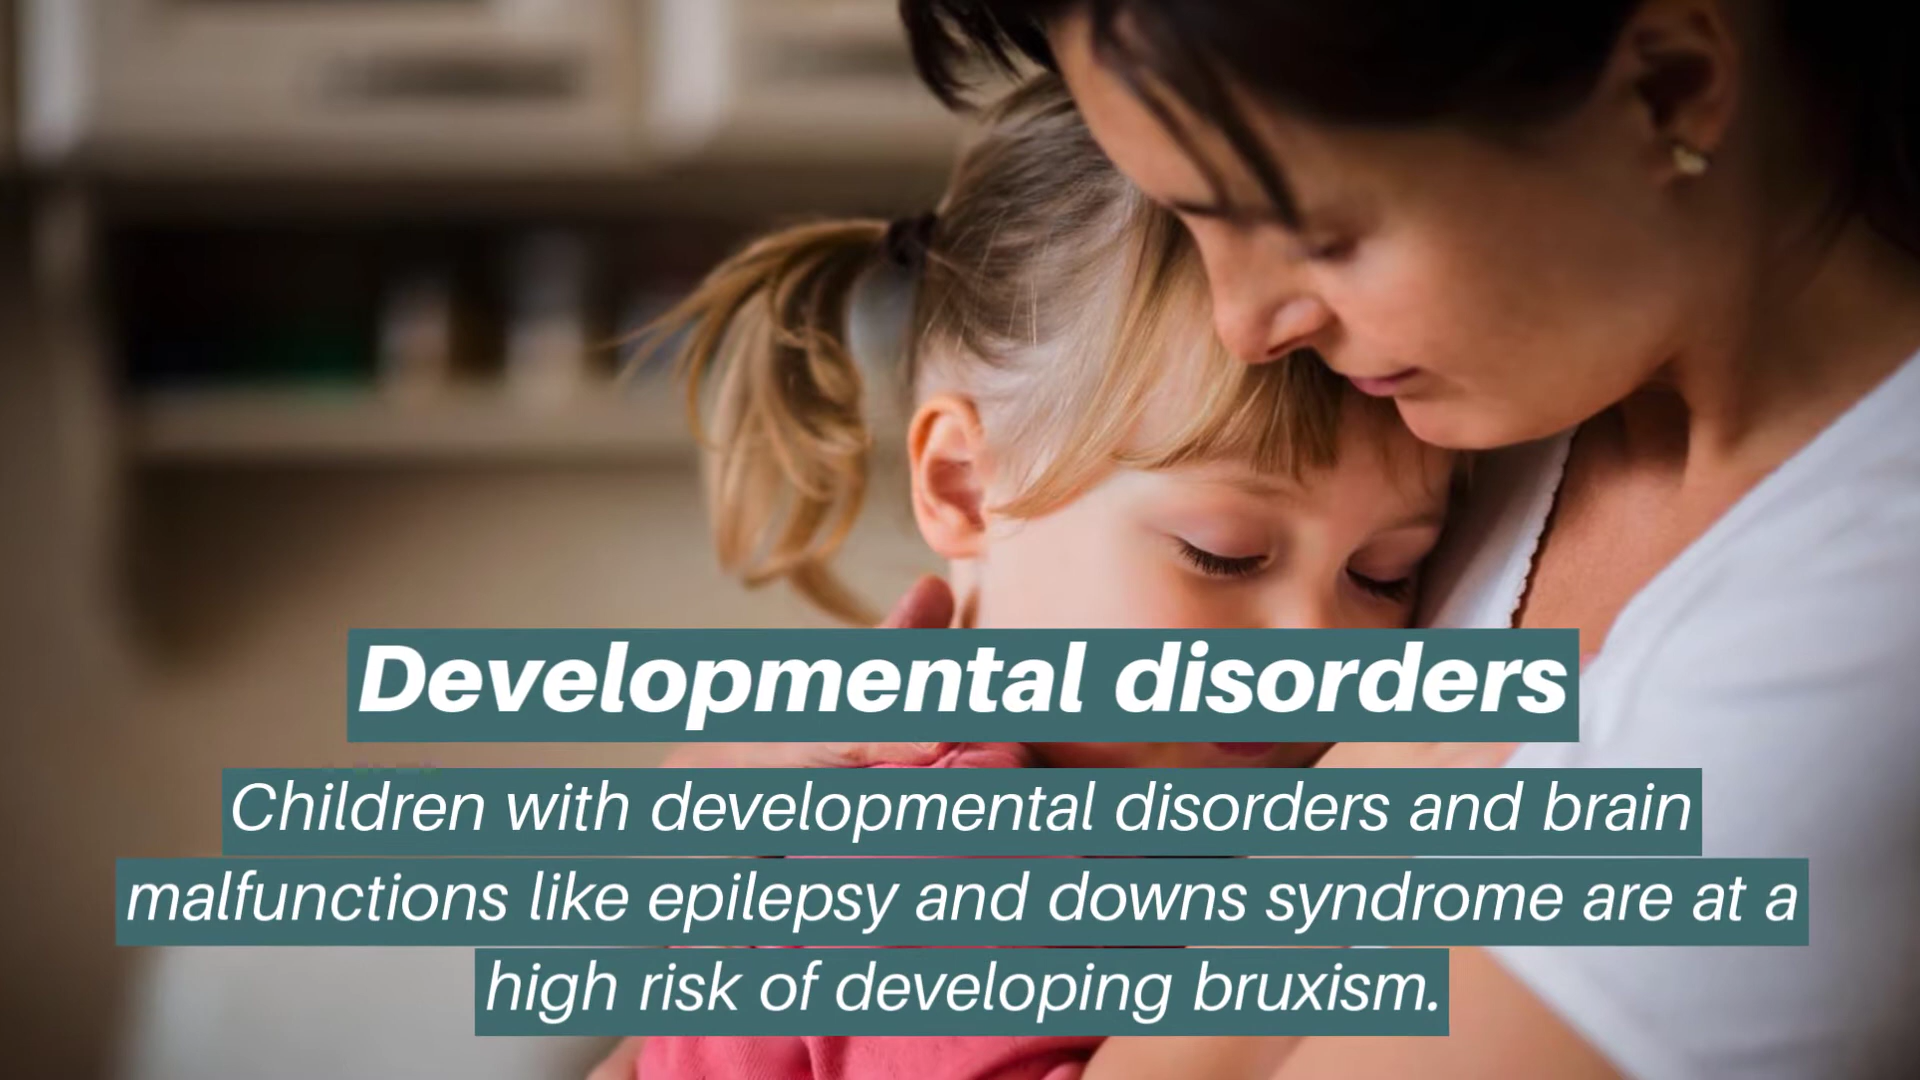 Developmental disorders
Children with developmental disorders and brain
malfunctions like epilepsy and downs syndrome are at a
high risk of developing bruxism.